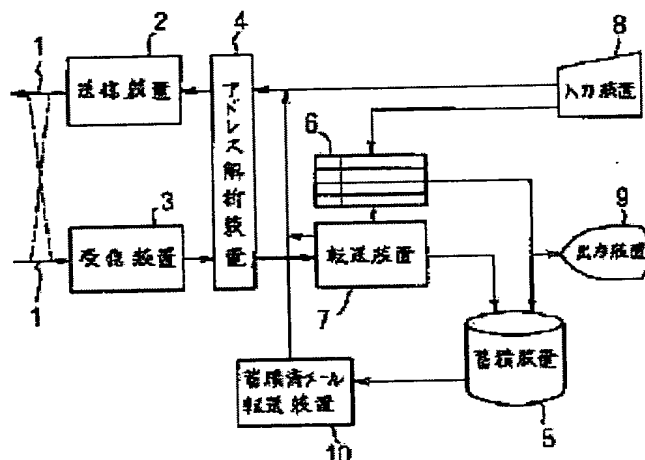 2
4
8
1
送信装置
アドレス解析装置
入力装置
6
3
9
受信装置
転送装置
出力装置
1
7
蓄積済メール
転送装置
蓄積装置
10
5